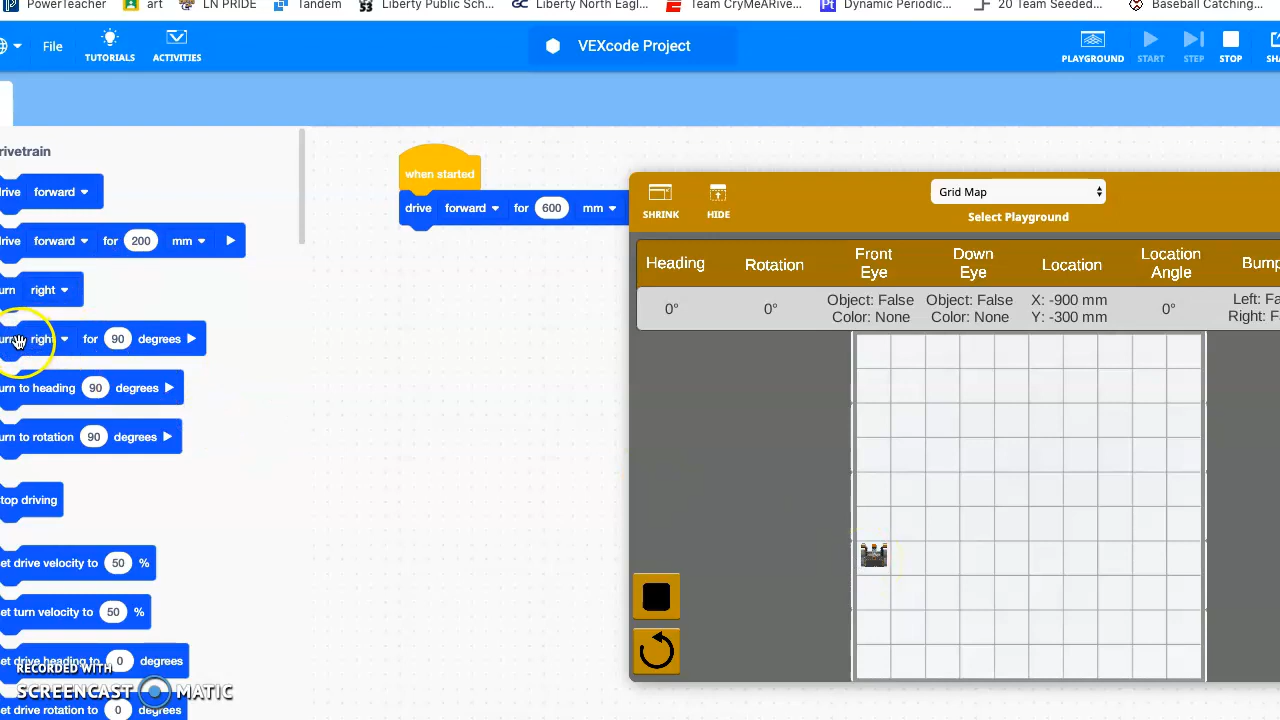 PowerTeacher art LN PRIDE Tandem Liberty Public Sch... Liberty North Eagl... Team CryMeARive... Dynamic Periodic... 20 Team Seeded... Baseball Catching...
File TUTORIALS ACTIVITIES VEXcode Project PLAYGROUND START STEP STOP SHA
rivetrain
rive forward
rive forward for 200 mm
urn right
urn right for 90 degrees
urn to heading 90 degrees
urn to rotation 90 degrees
top driving
et drive velocity to 50 %
et turn velocity to 50 %
et drive heading to 0 degrees
et drive rotation to 0 degrees
RECORDED WITH
SCREENCAST MATIC
when started
drive forward for 600 mm
SHRINK HIDE
Grid Map
Select Playground
Heading Rotation Front Eye Down Eye Location Location Angle Bump
0° 0° Object: False Object: False X: -900 mm 0° Left: Fa
Color: None Color: None Y: -300 mm Right: F